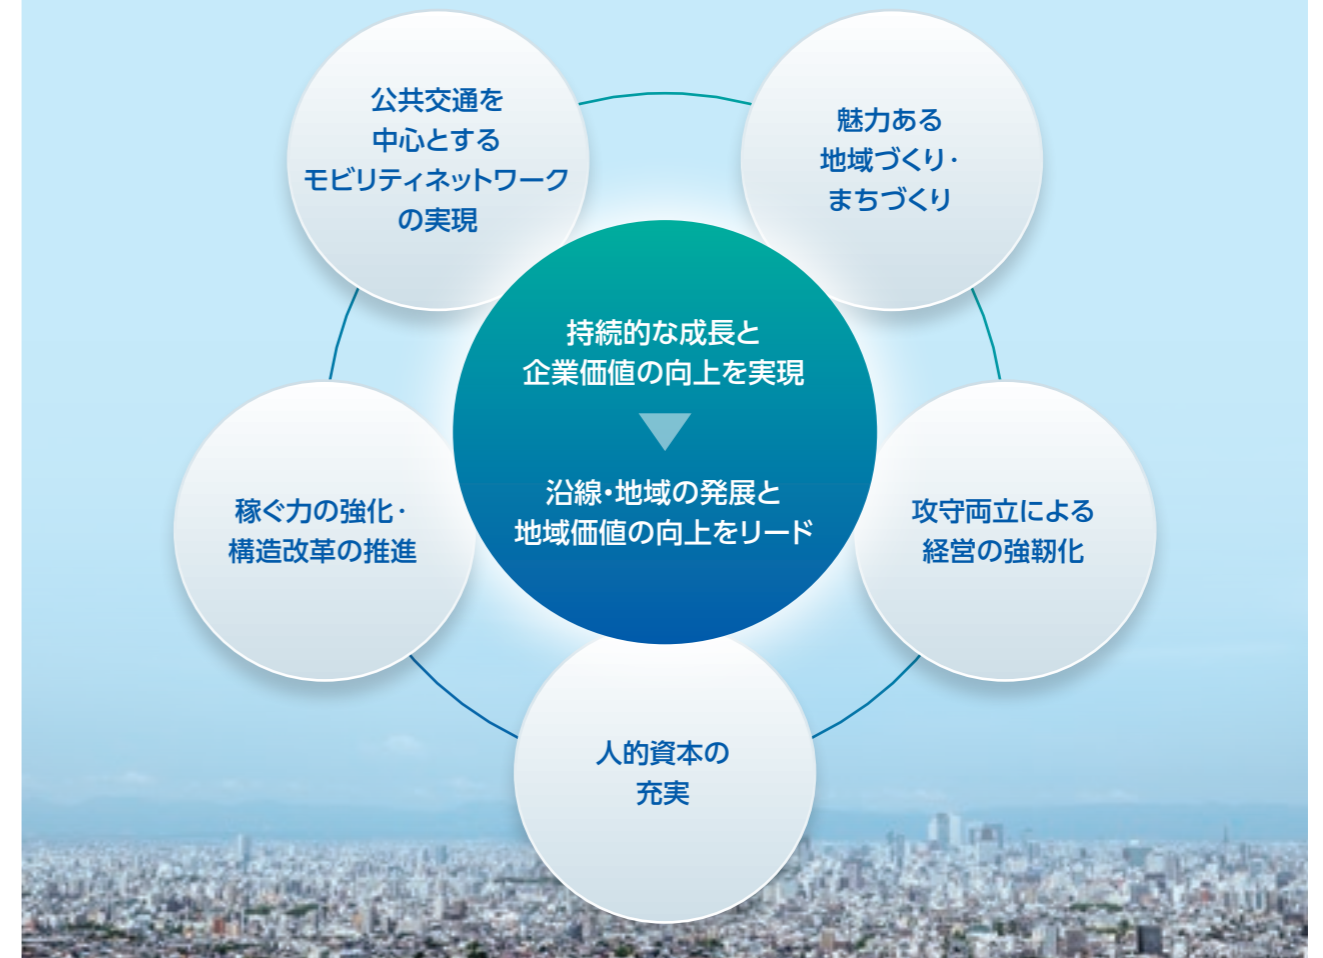 公共交通を
中心とする
モビリティネットワーク
の実現
魅力ある
地域づくり・
まちづくり
持続的な成長と
企業価値の向上を実現
沿線・地域の発展と
地域価値の向上をリード
稼ぐ力の強化・
構造改革の推進
攻守両立による
経営の強靭化
人的資本の
充実